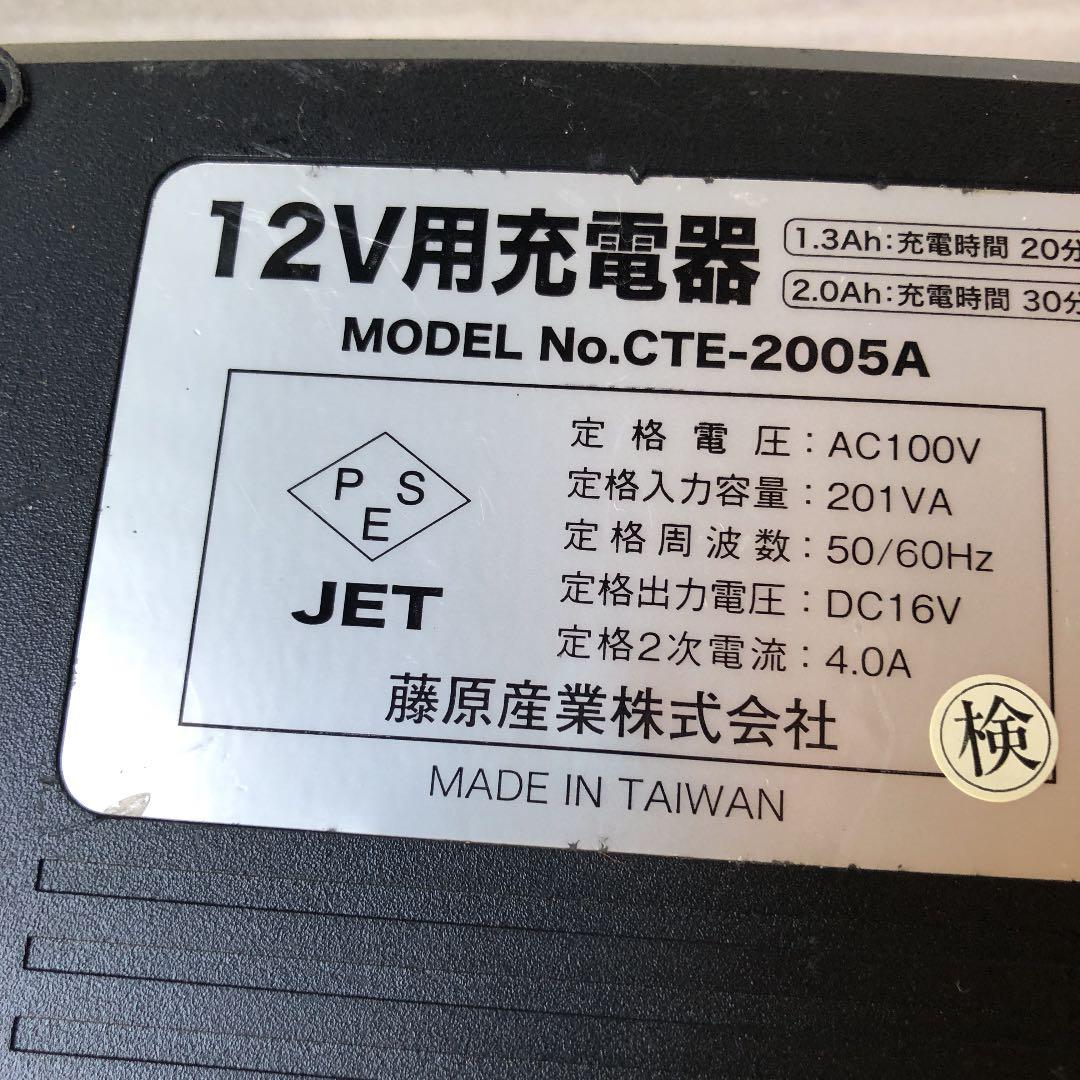 12V用充電器
1.3Ah:充電時間 20分
2.0Ah:充電時間 30分
MODEL No.CTE-2005A
PSE
JET
定格電圧:AC100V
定格入力容量:201VA
定格周波数:50/60Hz
定格出力電圧:DC16V
定格2次電流:4.0A
藤原産業株式会社
検
MADE IN TAIWAN